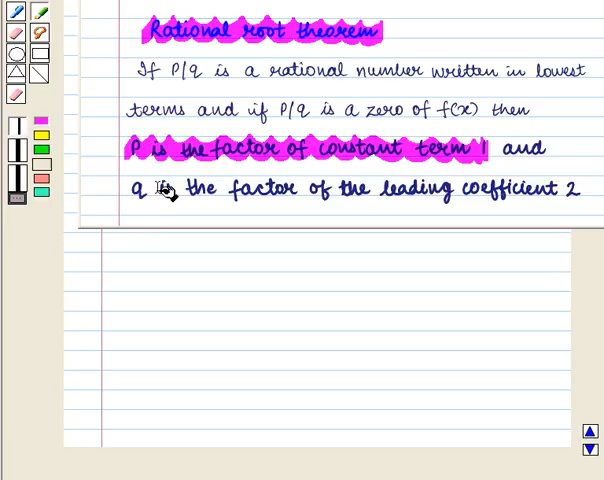 Rational root theorem
If P/q is a rational number written in lowest
terms and if P/q is a zero of f(x) then
P is the factor of constant term 1 and
q is the factor of the leading coefficient 2